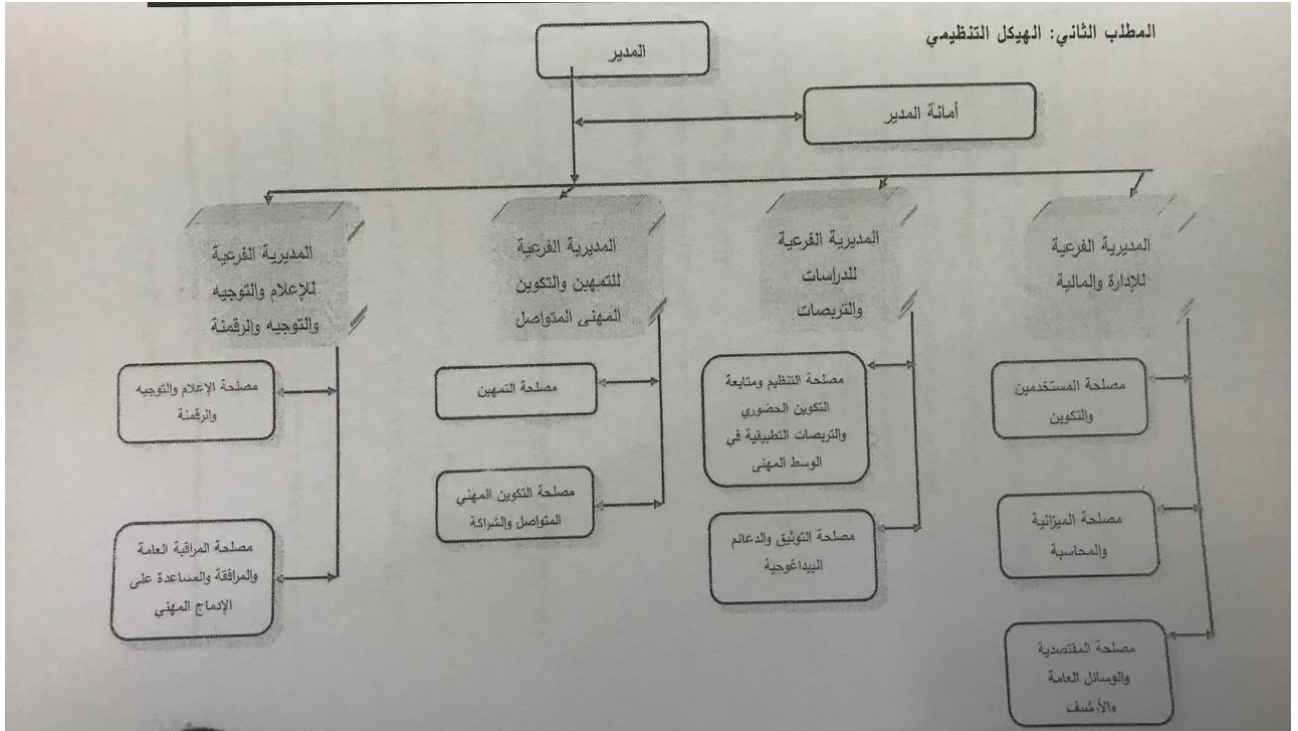 المطلب الثاني: الهيكل التنظيمي
المدير
أمانة المدير
المديرية الفرعية
للإدارة والمالية
المديرية الفرعية
للدراسات
والتربصات
المديرية الفرعية
للتمهين والتكوين
المهني المتواصل
المديرية الفرعية
للإعلام والتوجيه
والتوجيه والرقمنة
مصلحة المستخدمين
والتكوين
مصلحة الميزانية
والمحاسبة
مصلحة المقتصدية
والوسائل العامة
والأرشيف
مصلحة التنظيم ومتابعة
التكوين الحضوري
والتربصات التطبيقية في
الوسط المهني
مصلحة التوثيق والدعائم
البيداغوجية
مصلحة التمهين
مصلحة التكوين المهني
المتواصل والشراكة
مصلحة الإعلام والتوجيه
والرقمنة
مصلحة المراقبة العامة
والمرافقة والمساعدة على
الإدماج المهني